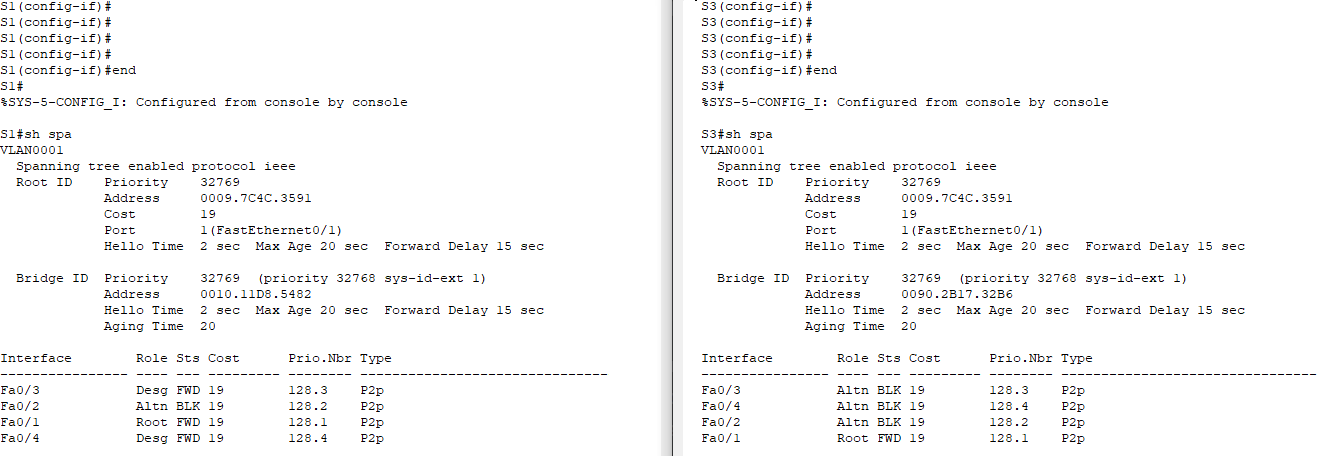 S1(config-if)#
S1(config-if)#
S1(config-if)#
S1(config-if)#
S1(config-if)#end
S1#
%SYS-5-CONFIG_I: Configured from console by console

S1#sh spa
VLAN0001
  Spanning tree enabled protocol ieee
  Root ID    Priority    32769
             Address     0009.7C4C.3591
             Cost        19
             Port        1(FastEthernet0/1)
             Hello Time  2 sec  Max Age 20 sec  Forward Delay 15 sec

  Bridge ID  Priority    32769  (priority 32768 sys-id-ext 1)
             Address     0010.11D8.5482
             Hello Time  2 sec  Max Age 20 sec  Forward Delay 15 sec
             Aging Time  20

Interface        Role Sts Cost      Prio.Nbr Type
---------------- ---- --- --------- -------- --------------------------------
Fa0/3            Desg FWD 19        128.3    P2p
Fa0/2            Altn BLK 19        128.2    P2p
Fa0/1            Root FWD 19        128.1    P2p
Fa0/4            Desg FWD 19        128.4    P2p

S3(config-if)#
S3(config-if)#
S3(config-if)#
S3(config-if)#
S3(config-if)#end
S3#
%SYS-5-CONFIG_I: Configured from console by console

S3#sh spa
VLAN0001
  Spanning tree enabled protocol ieee
  Root ID    Priority    32769
             Address     0009.7C4C.3591
             Cost        19
             Port        1(FastEthernet0/1)
             Hello Time  2 sec  Max Age 20 sec  Forward Delay 15 sec

  Bridge ID  Priority    32769  (priority 32768 sys-id-ext 1)
             Address     0090.2B17.32B6
             Hello Time  2 sec  Max Age 20 sec  Forward Delay 15 sec
             Aging Time  20

Interface        Role Sts Cost      Prio.Nbr Type
---------------- ---- --- --------- -------- --------------------------------
Fa0/3            Altn BLK 19        128.3    P2p
Fa0/4            Altn BLK 19        128.4    P2p
Fa0/2            Altn BLK 19        128.2    P2p
Fa0/1            Root FWD 19        128.1    P2p